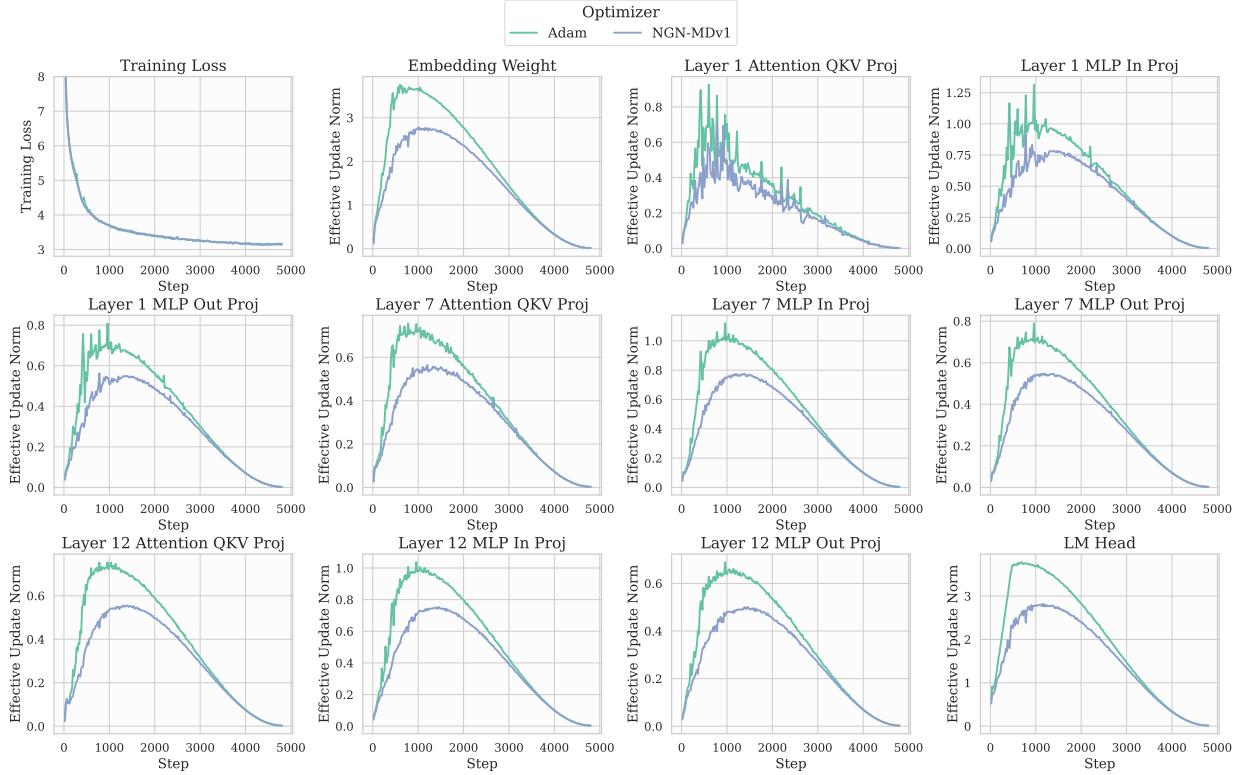 Optimizer
Adam NGN-MDv1
Training Loss
Training Loss
8
7
6
5
4
3
0 1000 2000 3000 4000 5000
Step
Embedding Weight
Effective Update Norm
3
2
1
0
0 1000 2000 3000 4000 5000
Step
Layer 1 Attention QKV Proj
Effective Update Norm
0.8
0.6
0.4
0.2
0.0
0 1000 2000 3000 4000 5000
Step
Layer 1 MLP In Proj
Effective Update Norm
1.25
1.00
0.75
0.50
0.25
0.00
0 1000 2000 3000 4000 5000
Step
Layer 1 MLP Out Proj
Effective Update Norm
0.8
0.6
0.4
0.2
0.0
0 1000 2000 3000 4000 5000
Step
Layer 7 Attention QKV Proj
Effective Update Norm
0.6
0.4
0.2
0.0
0 1000 2000 3000 4000 5000
Step
Layer 7 MLP In Proj
Effective Update Norm
1.0
0.8
0.6
0.4
0.2
0.0
0 1000 2000 3000 4000 5000
Step
Layer 7 MLP Out Proj
Effective Update Norm
0.8
0.6
0.4
0.2
0.0
0 1000 2000 3000 4000 5000
Step
Layer 12 Attention QKV Proj
Effective Update Norm
0.6
0.4
0.2
0.0
0 1000 2000 3000 4000 5000
Step
Layer 12 MLP In Proj
Effective Update Norm
1.0
0.8
0.6
0.4
0.2
0.0
0 1000 2000 3000 4000 5000
Step
Layer 12 MLP Out Proj
Effective Update Norm
0.6
0.4
0.2
0.0
0 1000 2000 3000 4000 5000
Step
LM Head
Effective Update Norm
3
2
1
0
0 1000 2000 3000 4000 5000
Step